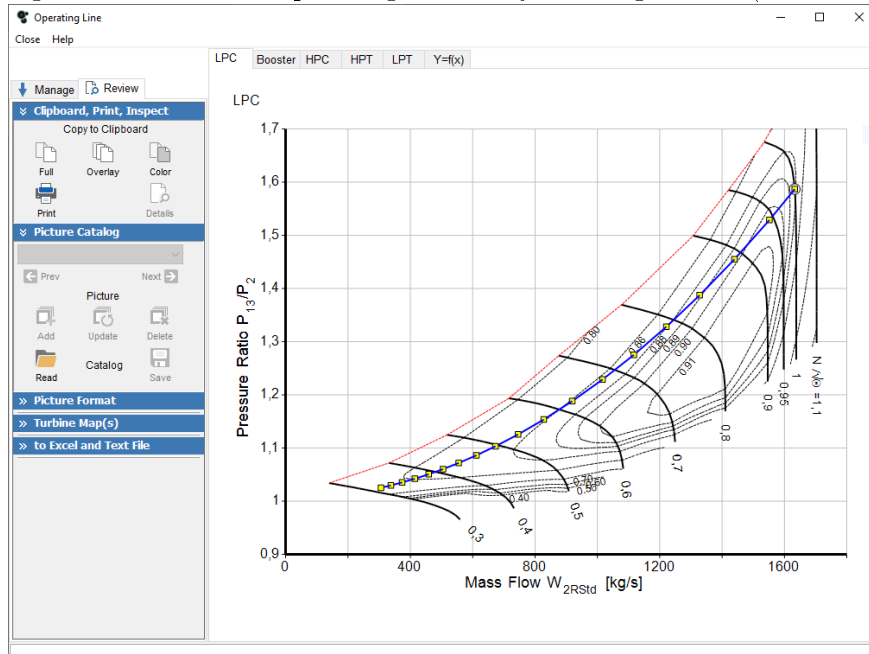 Operating Line
Close Help
LPC Booster HPC HPT LPT Y=f(x)
Manage Review
Clipboard, Print, Inspect
Copy to Clipboard
Full Overlay Color
Print Details
Picture Catalog
Prev Next
Picture
Add Update Delete
Read Catalog Save
Picture Format
Turbine Map(s)
to Excel and Text File
LPC
Pressure Ratio P13/P2
1,7
1,6
1,5
1,4
1,3
1,2
1,1
1
0,9
0 400 800 1200 1600
Mass Flow W2RStd [kg/s]
0.80
0.86
0.88
0.89
0.90
0.91
0.70
0.60
0.50
0.40
0,3
0,4
0,5
0,6
0,7
0,8
0,9
0,95
1
N/√Θ =1,1